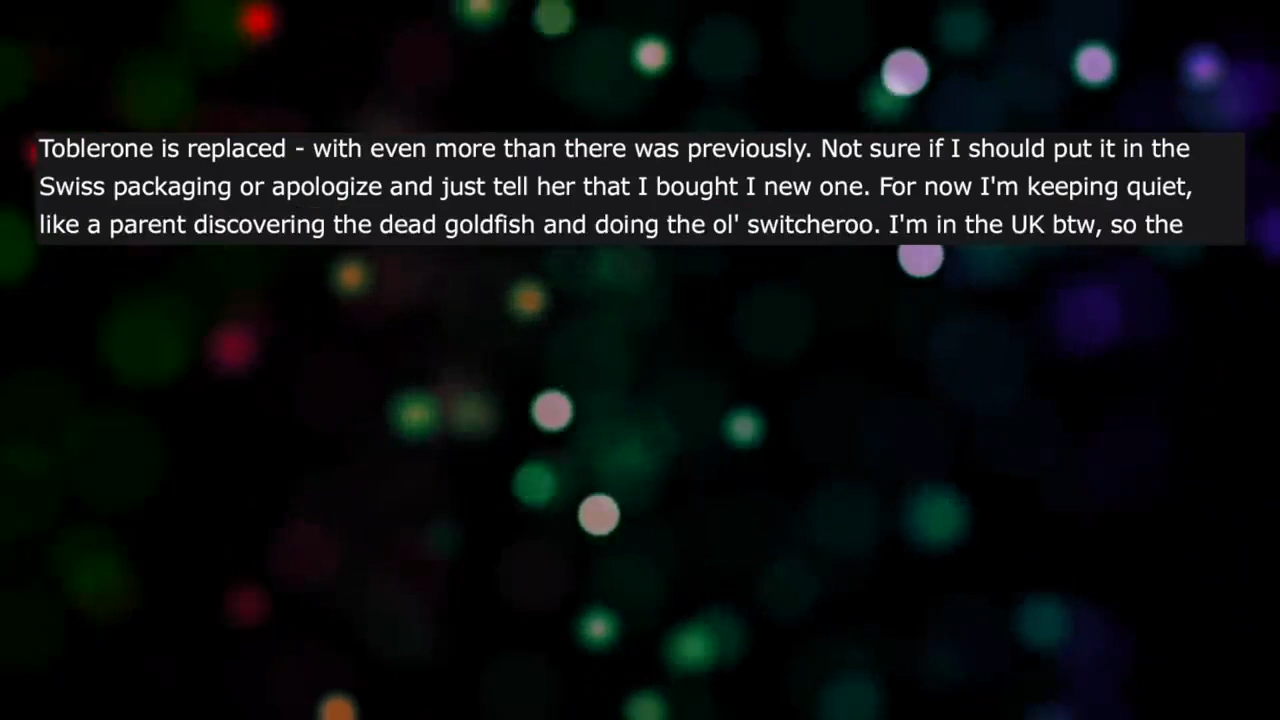 Toblerone is replaced - with even more than there was previously. Not sure if I should put it in the
Swiss packaging or apologize and just tell her that I bought I new one. For now I'm keeping quiet,
like a parent discovering the dead goldfish and doing the ol' switcheroo. I'm in the UK btw, so the